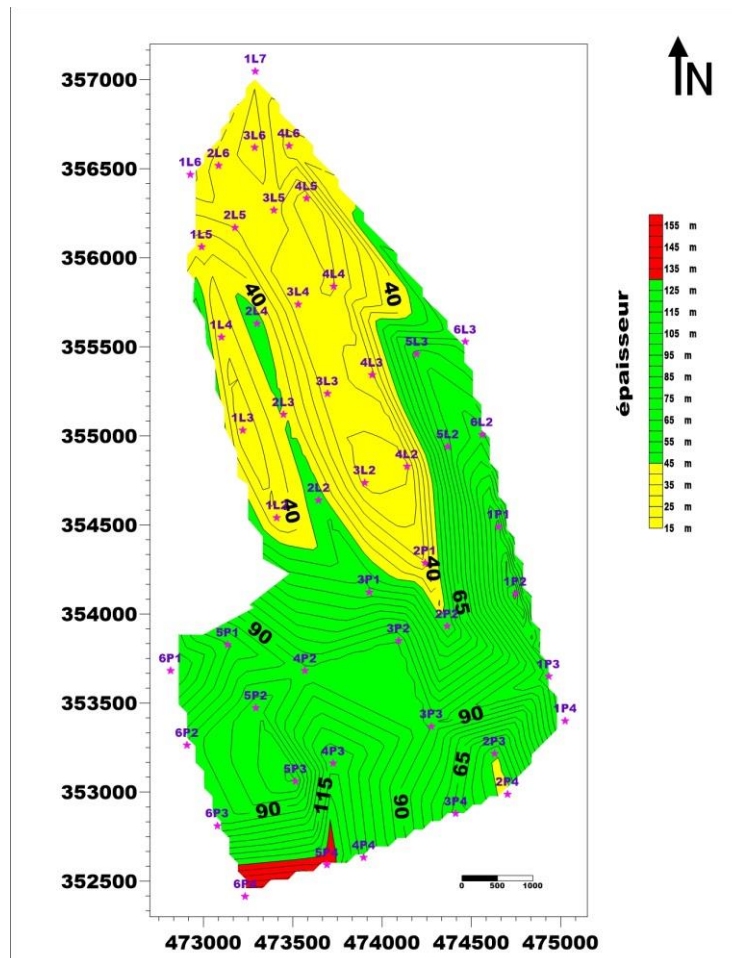 N
357000
356500
356000
355500
355000
354500
354000
353500
353000
352500
473000 473500 474000 474500 475000
1L7
3L6 4L6
2L6
1L6
4L5
3L5
2L5
1L5
4L4
3L4
2L4
1L4
6L3
5L3
4L3
3L3
2L3
1L3
6L2
5L2
4L2
3L2
2L2
1L2
1P1
2P1
3P1
1P2
2P2
3P2
5P1
6P1
4P2
1P3
5P2
1P4
3P3
6P2
2P3
4P3
5P3
2P4
3P4
6P3
4P4
5P4
40
40
40
40
65
90
90
65
115
90
90
épaisseur
155 m
145 m
135 m
125 m
115 m
105 m
95 m
85 m
75 m
65 m
55 m
45 m
35 m
25 m
15 m
0 500 1000